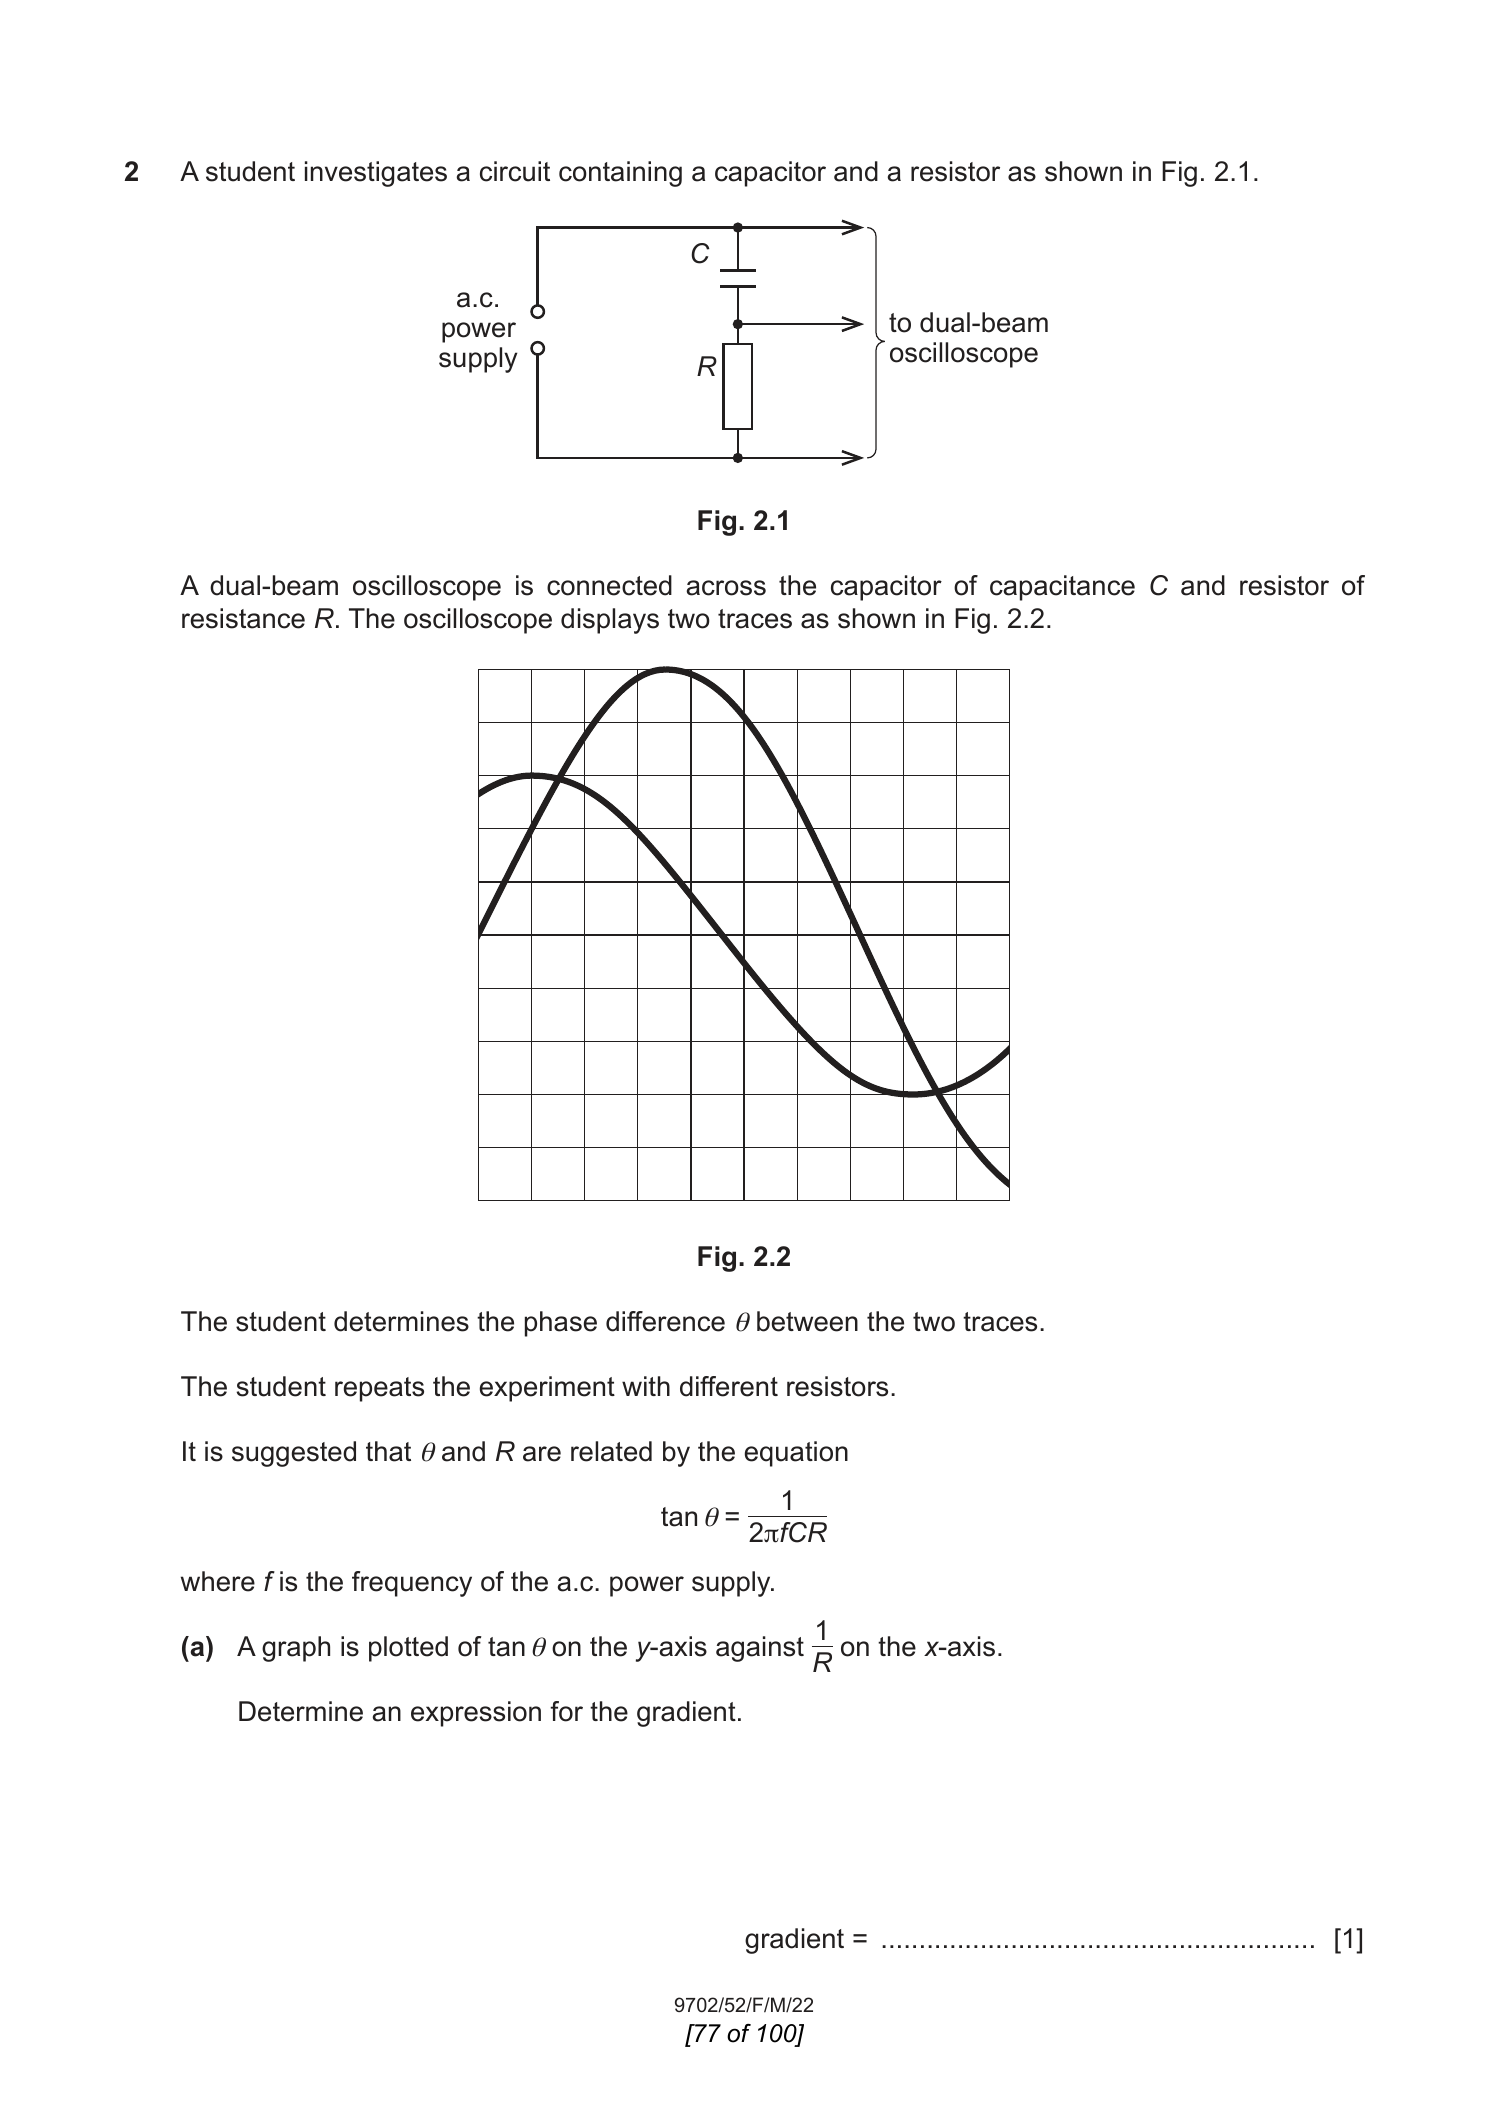 2 A student investigates a circuit containing a capacitor and a resistor as shown in Fig. 2.1.
C
a.c.
power
supply
R
to dual-beam
oscilloscope
Fig. 2.1
A dual-beam oscilloscope is connected across the capacitor of capacitance C and resistor of
resistance R. The oscilloscope displays two traces as shown in Fig. 2.2.
Fig. 2.2
The student determines the phase difference θ between the two traces.
The student repeats the experiment with different resistors.
It is suggested that θ and R are related by the equation
tan θ = 1 / 2πfCR
where f is the frequency of the a.c. power supply.
(a) A graph is plotted of tan θ on the y-axis against 1/R on the x-axis.
Determine an expression for the gradient.
gradient = ......................................................... [1]
9702/52/F/M/22
[77 of 100]